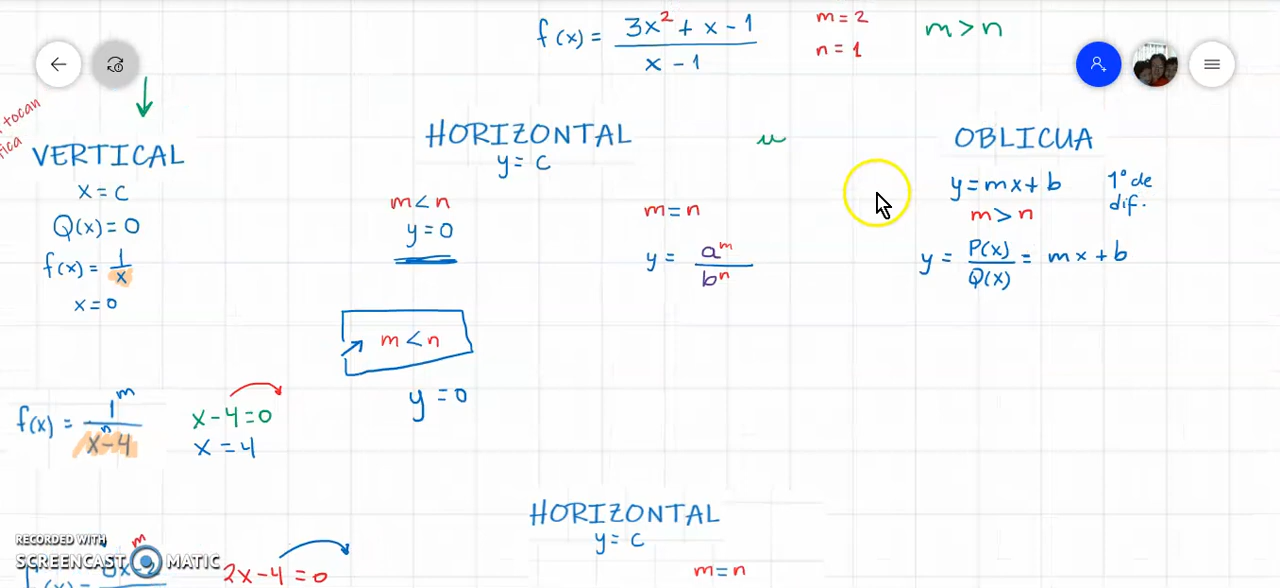 f(x) = 3x² + x - 1 / x - 1
m = 2
n = 1
m > n
tocan
VERTICAL
x = c
Q(x) = 0
f(x) = 1/x
x = 0
HORIZONTAL
y = c
m < n
y = 0
m = n
y = a^m / b^n
m < n
y = 0
OBLICUA
y = mx + b
1° de
dif.
m > n
y = P(x)/Q(x) = mx + b
f(x) = 1^m / x^n - 4
x - 4 = 0
x = 4
HORIZONTAL
y = c
m = n
m
2x - 4 = 0
RECORDED WITH
SCREENCAST MATIC